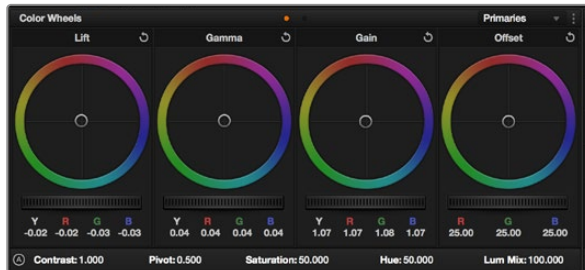 Color Wheels Primaries
Lift Gamma Gain Offset
Y R G B Y R G B Y R G B R G B
-0.02 -0.02 -0.03 -0.03 0.04 0.04 0.04 0.04 1.07 1.07 1.08 1.07 25.00 25.00 25.00
A Contrast: 1.000 Pivot: 0.500 Saturation: 50.000 Hue: 50.000 Lum Mix: 100.000